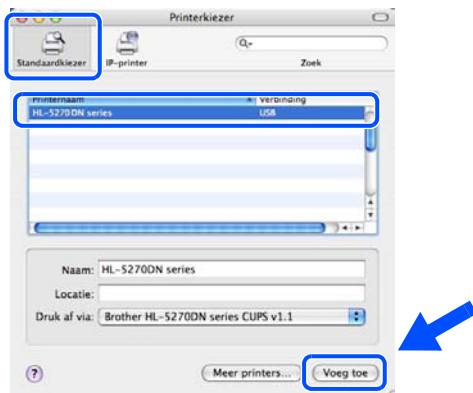 Printerkiezer
Standaardkiezer
IP-printer
Q-
Zoek
Printernaam Verbinding
HL-5270DN series USB
Naam: HL-5270DN series
Locatie:
Druk af via: Brother HL-5270DN series CUPS v1.1
? Meer printers... Voeg toe